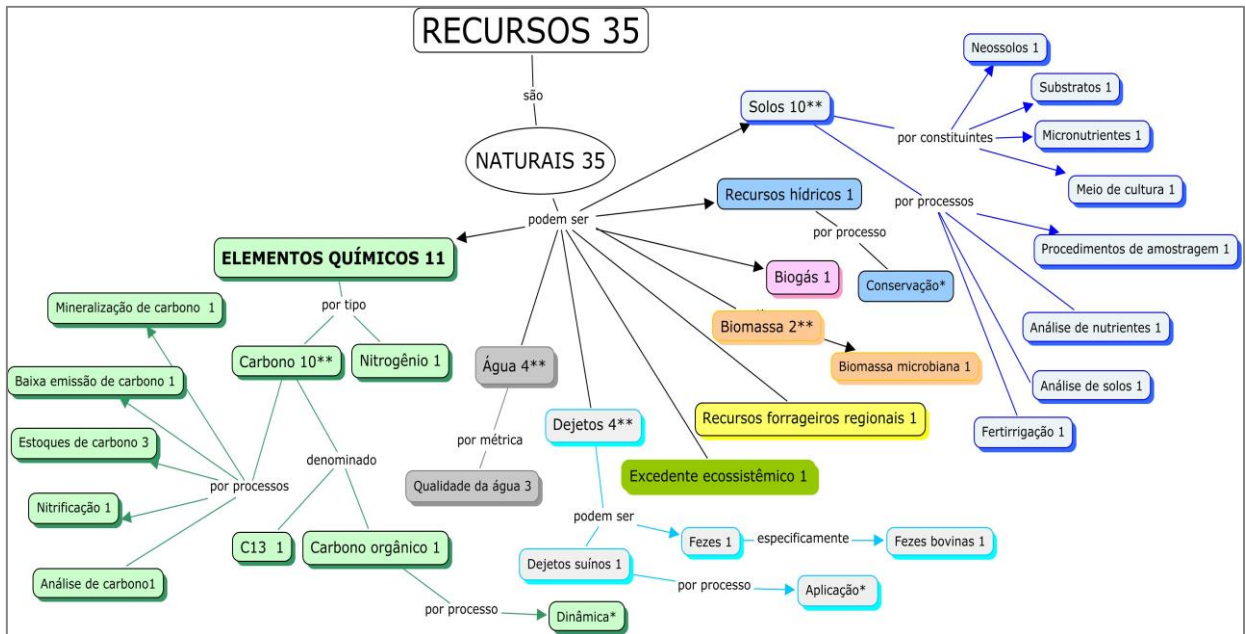 RECURSOS 35
são
NATURAIS 35
podem ser
Solos 10**
por constituintes
Neossolos 1
Substratos 1
Micronutrientes 1
Meio de cultura 1
por processos
Procedimentos de amostragem 1
Análise de nutrientes 1
Análise de solos 1
Fertirrigação 1
Recursos hídricos 1
por processo
Conservação*
Biogás 1
Biomassa 2**
Biomassa microbiana 1
Recursos forrageiros regionais 1
Excedente ecossistêmico 1
Dejetos 4**
podem ser
Fezes 1
especificamente
Fezes bovinas 1
Dejetos suínos 1
por processo
Aplicação*
Água 4**
por métrica
Qualidade da água 3
ELEMENTOS QUÍMICOS 11
por tipo
Carbono 10**
Nitrogênio 1
por processos
Mineralização de carbono 1
Baixa emissão de carbono 1
Estoques de carbono 3
Nitrificação 1
Análise de carbono1
denominado
C13 1
Carbono orgânico 1
por processo
Dinâmica*